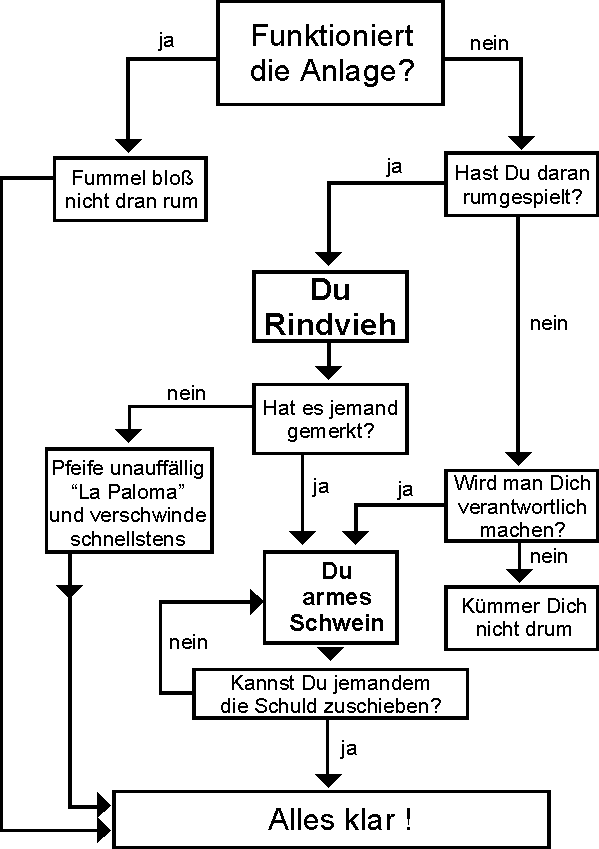 Funktioniert
die Anlage?
ja
nein
Fummel bloß
nicht dran rum
ja
Hast Du daran
rumgespielt?
Du
Rindvieh
nein
nein
Hat es jemand
gemerkt?
Pfeife unauffällig
“La Paloma”
und verschwinde
schnellstens
ja
ja
Wird man Dich
verantwortlich
machen?
nein
Du
armes
Schwein
Kümmer Dich
nicht drum
nein
Kannst Du jemandem
die Schuld zuschieben?
ja
Alles klar !